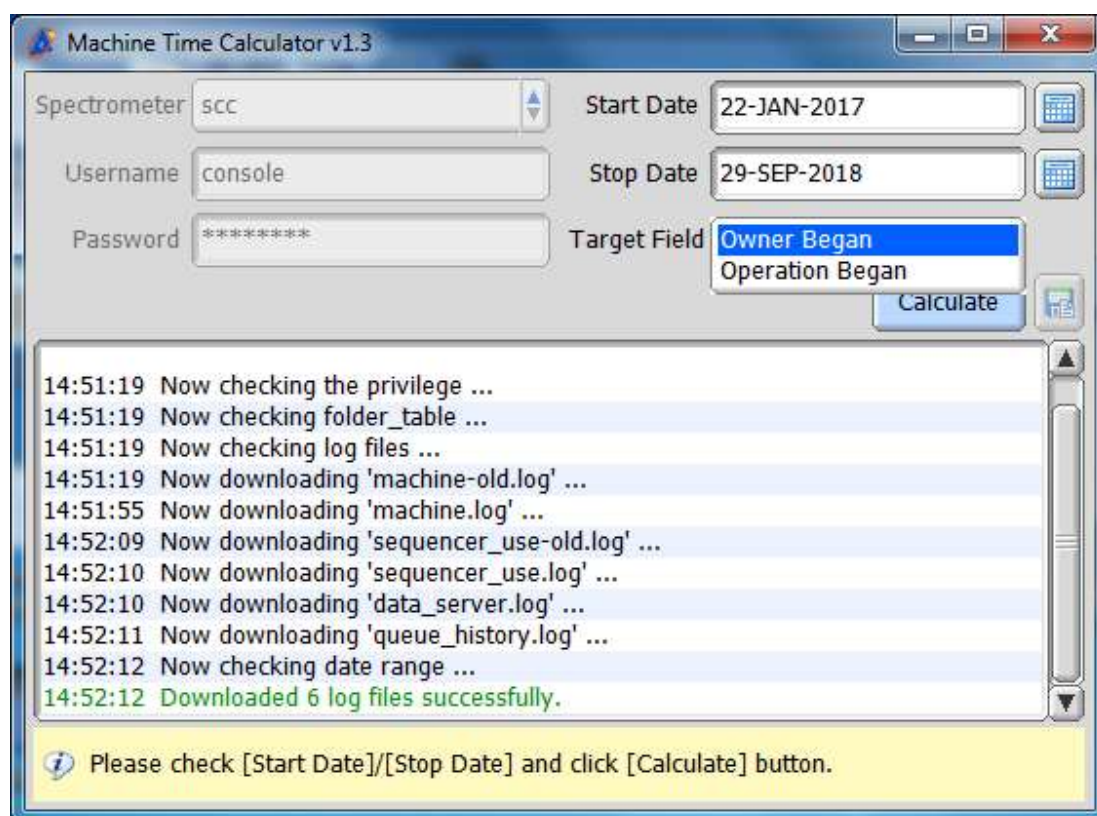 Machine Time Calculator v1.3
Spectrometer scc Start Date 22-JAN-2017
Username console Stop Date 29-SEP-2018
Password ******** Target Field Owner Began
Operation Began
Calculate
14:51:19 Now checking the privilege ...
14:51:19 Now checking folder_table ...
14:51:19 Now checking log files ...
14:51:19 Now downloading 'machine-old.log' ...
14:51:55 Now downloading 'machine.log' ...
14:52:09 Now downloading 'sequencer_use-old.log' ...
14:52:10 Now downloading 'sequencer_use.log' ...
14:52:10 Now downloading 'data_server.log' ...
14:52:11 Now downloading 'queue_history.log' ...
14:52:12 Now checking date range ...
14:52:12 Downloaded 6 log files successfully.
Please check [Start Date]/[Stop Date] and click [Calculate] button.